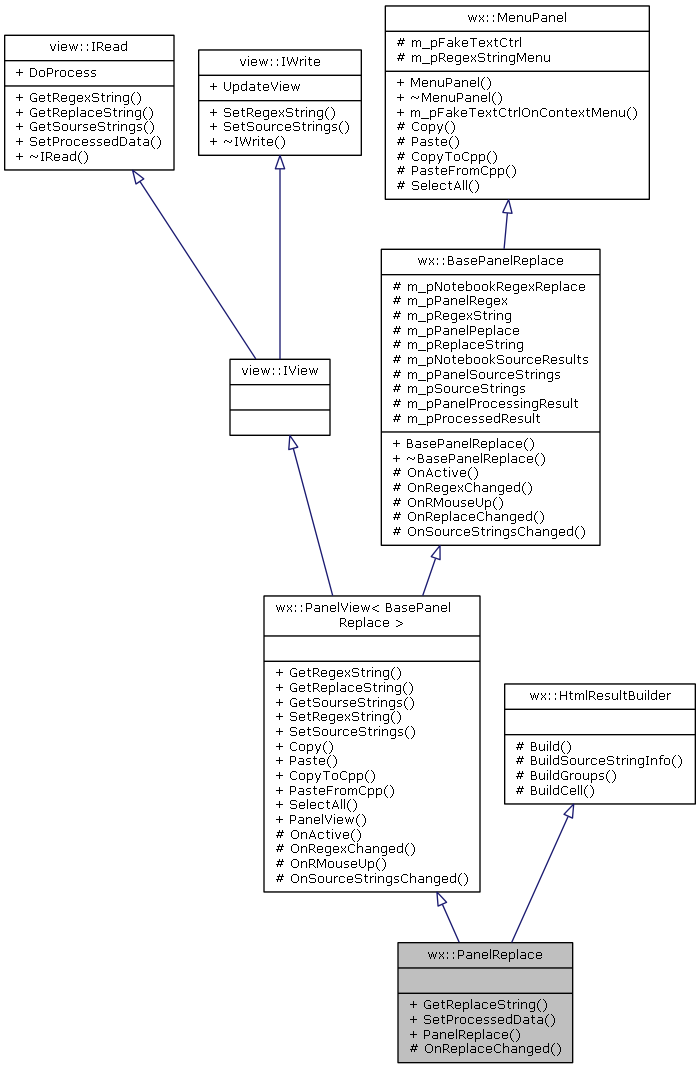 view::IRead
+ DoProcess
+ GetRegexString()
+ GetReplaceString()
+ GetSourseStrings()
+ SetProcessedData()
+ ~IRead()
view::IWrite
+ UpdateView
+ SetRegexString()
+ SetSourceStrings()
+ ~IWrite()
wx::MenuPanel
# m_pFakeTextCtrl
# m_pRegexStringMenu
+ MenuPanel()
+ ~MenuPanel()
+ m_pFakeTextCtrlOnContextMenu()
# Copy()
# Paste()
# CopyToCpp()
# PasteFromCpp()
# SelectAll()
wx::BasePanelReplace
# m_pNotebookRegexReplace
# m_pPanelRegex
# m_pRegexString
# m_pPanelPeplace
# m_pReplaceString
# m_pNotebookSourceResults
# m_pPanelSourceStrings
# m_pSourceStrings
# m_pPanelProcessingResult
# m_pProcessedResult
+ BasePanelReplace()
+ ~BasePanelReplace()
# OnActive()
# OnRegexChanged()
# OnRMouseUp()
# OnReplaceChanged()
# OnSourceStringsChanged()
view::IView
wx::PanelView< BasePanel
Replace >
+ GetRegexString()
+ GetReplaceString()
+ GetSourseStrings()
+ SetRegexString()
+ SetSourceStrings()
+ Copy()
+ Paste()
+ CopyToCpp()
+ PasteFromCpp()
+ SelectAll()
+ PanelView()
# OnActive()
# OnRegexChanged()
# OnRMouseUp()
# OnSourceStringsChanged()
wx::HtmlResultBuilder
# Build()
# BuildSourceStringInfo()
# BuildGroups()
# BuildCell()
wx::PanelReplace
+ GetReplaceString()
+ SetProcessedData()
+ PanelReplace()
# OnReplaceChanged()